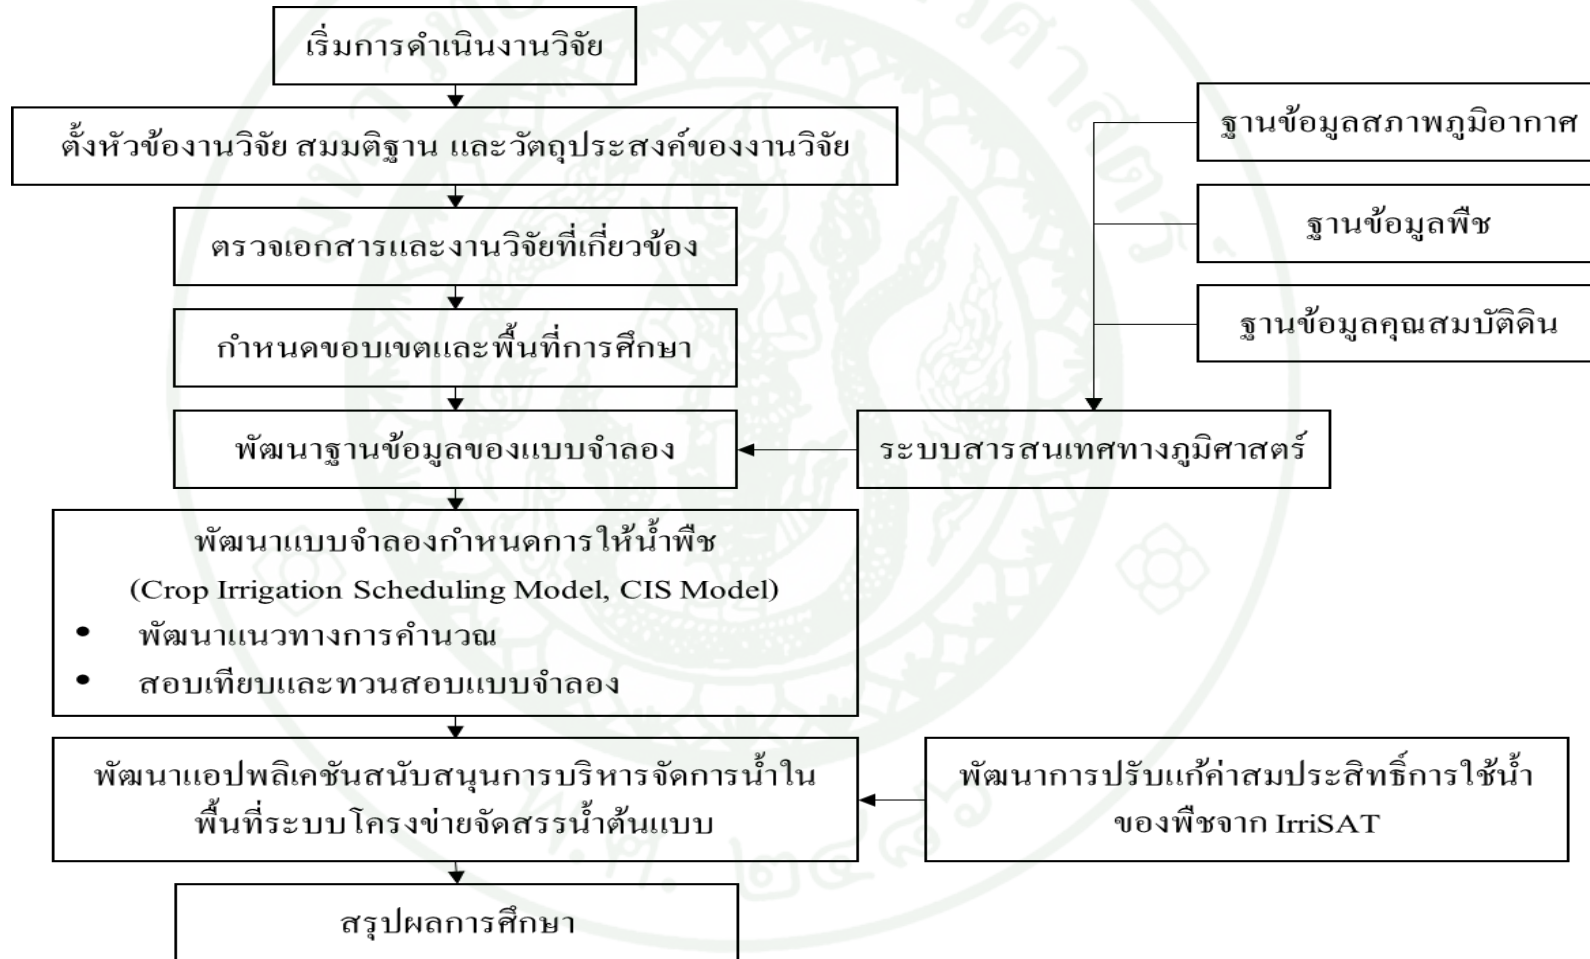 เริ่มการดำเนินงานวิจัย
ตั้งหัวข้องานวิจัย สมมติฐาน และวัตถุประสงค์ของงานวิจัย
ตรวจเอกสารและงานวิจัยที่เกี่ยวข้อง
กำหนดขอบเขตและพื้นที่การศึกษา
ฐานข้อมูลสภาพภูมิอากาศ
ฐานข้อมูลพืช
ฐานข้อมูลคุณสมบัติดิน
พัฒนาฐานข้อมูลของแบบจำลอง
ระบบสารสนเทศทางภูมิศาสตร์
พัฒนาแบบจำลองกำหนดการให้น้ำพืช
(Crop Irrigation Scheduling Model, CIS Model)
• พัฒนาแนวทางการคำนวณ
• สอบเทียบและทวนสอบแบบจำลอง
พัฒนาแอปพลิเคชันสนับสนุนการบริหารจัดการน้ำใน
พื้นที่ระบบโครงข่ายจัดสรรน้ำต้นแบบ
พัฒนาการปรับแก้ค่าสมประสิทธิ์การใช้น้ำ
ของพืชจาก IrriSAT
สรุปผลการศึกษา
พ.ศ. ๒๔๘๖